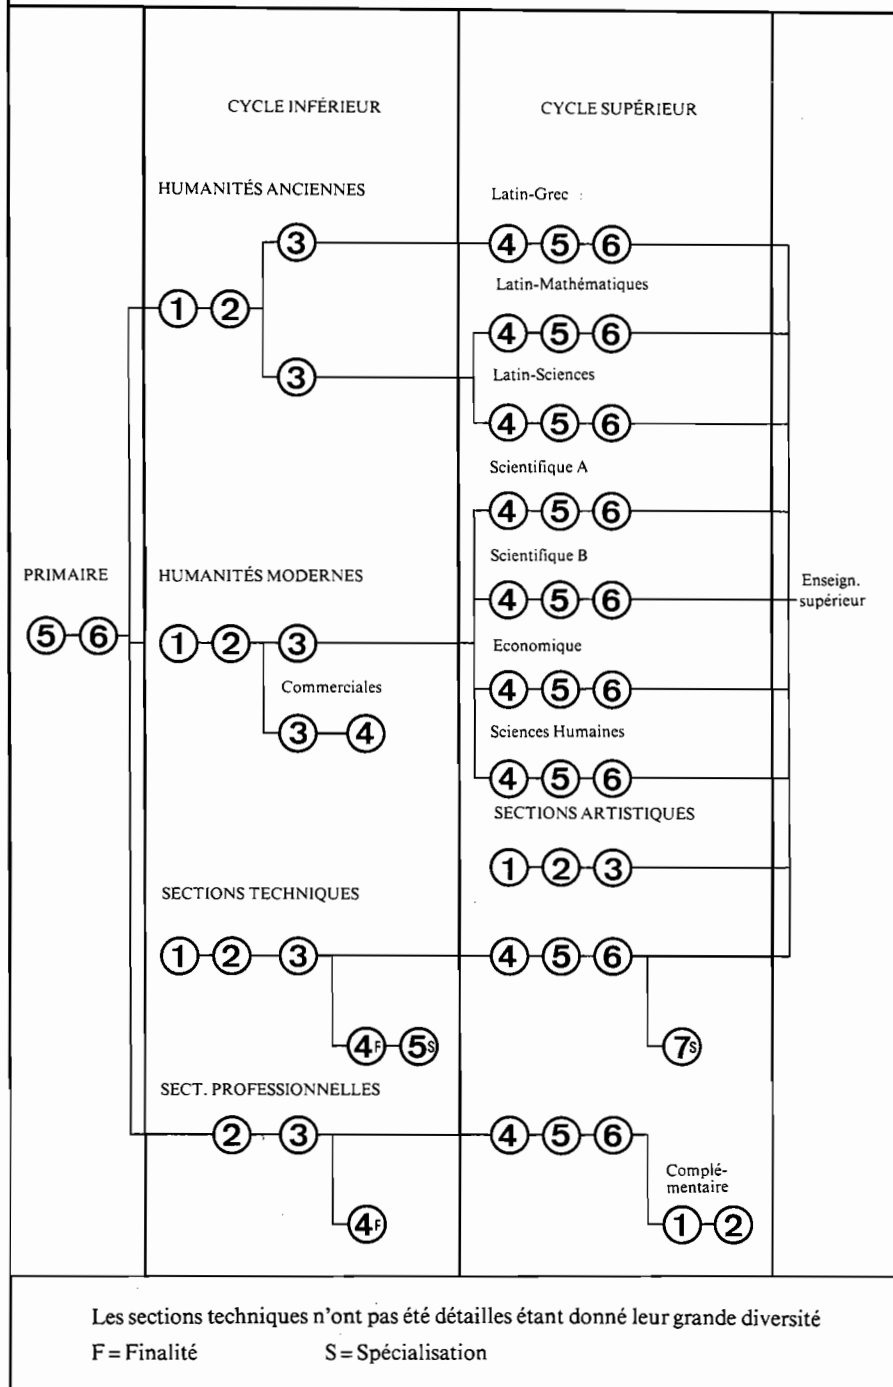 CYCLE INFÉRIEUR
CYCLE SUPÉRIEUR
HUMANITÉS ANCIENNES
Latin-Grec
3
4 5 6
Latin-Mathématiques
1 2
4 5 6
3
Latin-Sciences
4 5 6
Scientifique A
4 5 6
Scientifique B
PRIMAIRE
HUMANITÉS MODERNES
4 5 6
Enseign.
supérieur
5 6
1 2 3
Economique
Commerciales
4 5 6
3 4
Sciences Humaines
4 5 6
SECTIONS ARTISTIQUES
1 2 3
SECTIONS TECHNIQUES
1 2 3
4 5 6
4F 5S
7S
SECT. PROFESSIONNELLES
2 3
4 5 6
Complé-
mentaire
4F
1 2
Les sections techniques n'ont pas été détailles étant donné leur grande diversité
F = Finalité
S = Spécialisation